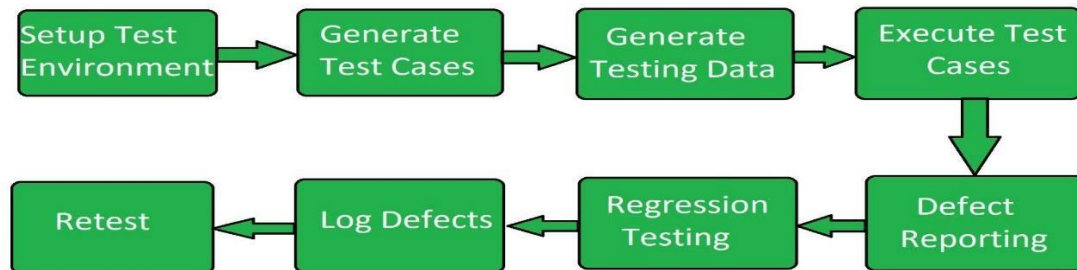 Setup Test
Environment
Generate
Test Cases
Generate
Testing Data
Execute Test
Cases
Defect
Reporting
Regression
Testing
Log Defects
Retest